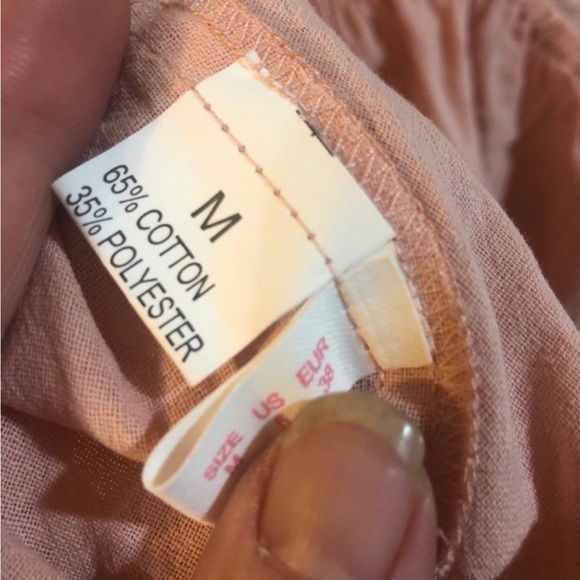 M
65% COTTON
35% POLYESTER
SIZE US EUR
M 38